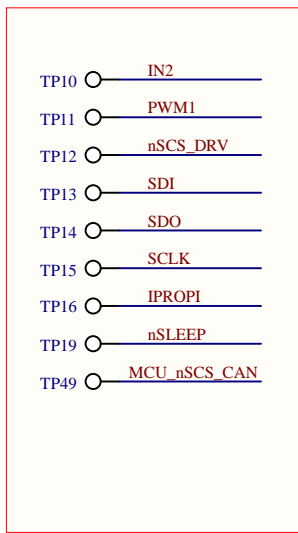 TP10 IN2
TP11 PWM1
TP12 nSCS_DRV
TP13 SDI
TP14 SDO
TP15 SCLK
TP16 IPROPI
TP19 nSLEEP
TP49 MCU_nSCS_CAN